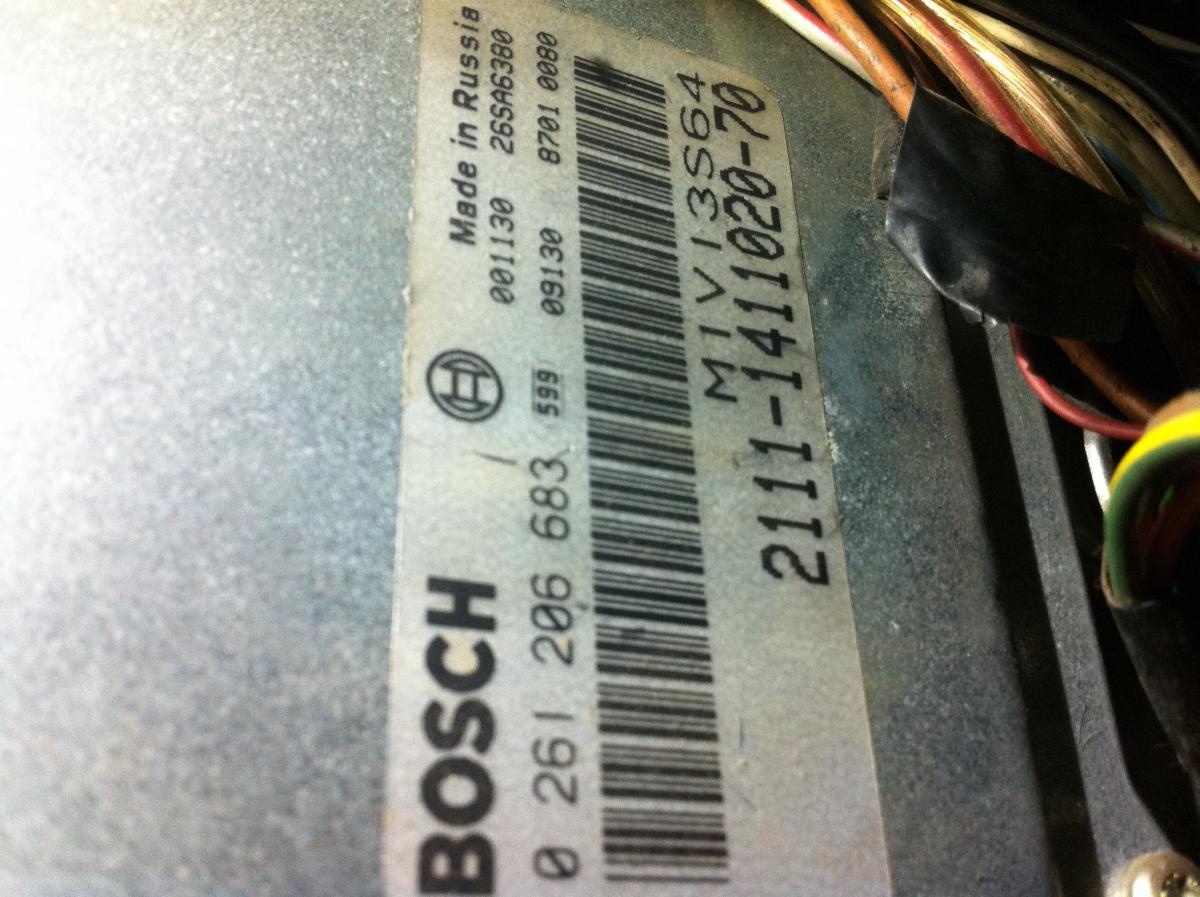 BOSCH
Made in Russia
001130 26SA6380
0 261 206 683 599 09130 8701 0080
M1V13S64
2111-1411020-70